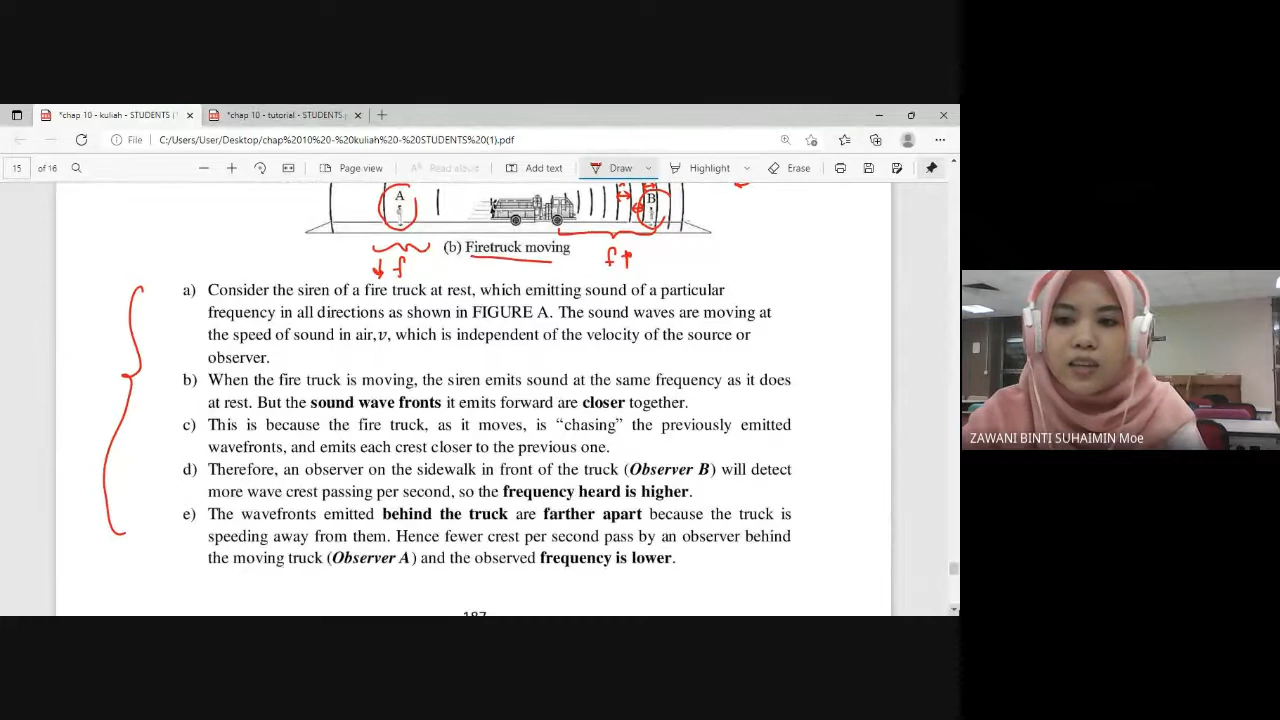 *chap 10 - kuliah - STUDENTS (
*chap 10 - tutorial - STUDENTS.p
File C:/Users/User/Desktop/chap%2010%20-%20kuliah%20-%20STUDENTS%20(1).pdf
15 of 16 Page view Read aloud Add text Draw Highlight Erase
A B
(b) Firetruck moving
f f
a) Consider the siren of a fire truck at rest, which emitting sound of a particular
frequency in all directions as shown in FIGURE A. The sound waves are moving at
the speed of sound in air,v, which is independent of the velocity of the source or
observer.
b) When the fire truck is moving, the siren emits sound at the same frequency as it does
at rest. But the sound wave fronts it emits forward are closer together.
c) This is because the fire truck, as it moves, is “chasing” the previously emitted
wavefronts, and emits each crest closer to the previous one.
d) Therefore, an observer on the sidewalk in front of the truck (Observer B) will detect
more wave crest passing per second, so the frequency heard is higher.
e) The wavefronts emitted behind the truck are farther apart because the truck is
speeding away from them. Hence fewer crest per second pass by an observer behind
the moving truck (Observer A) and the observed frequency is lower.
187
ZAWANI BINTI SUHAIMIN Moe